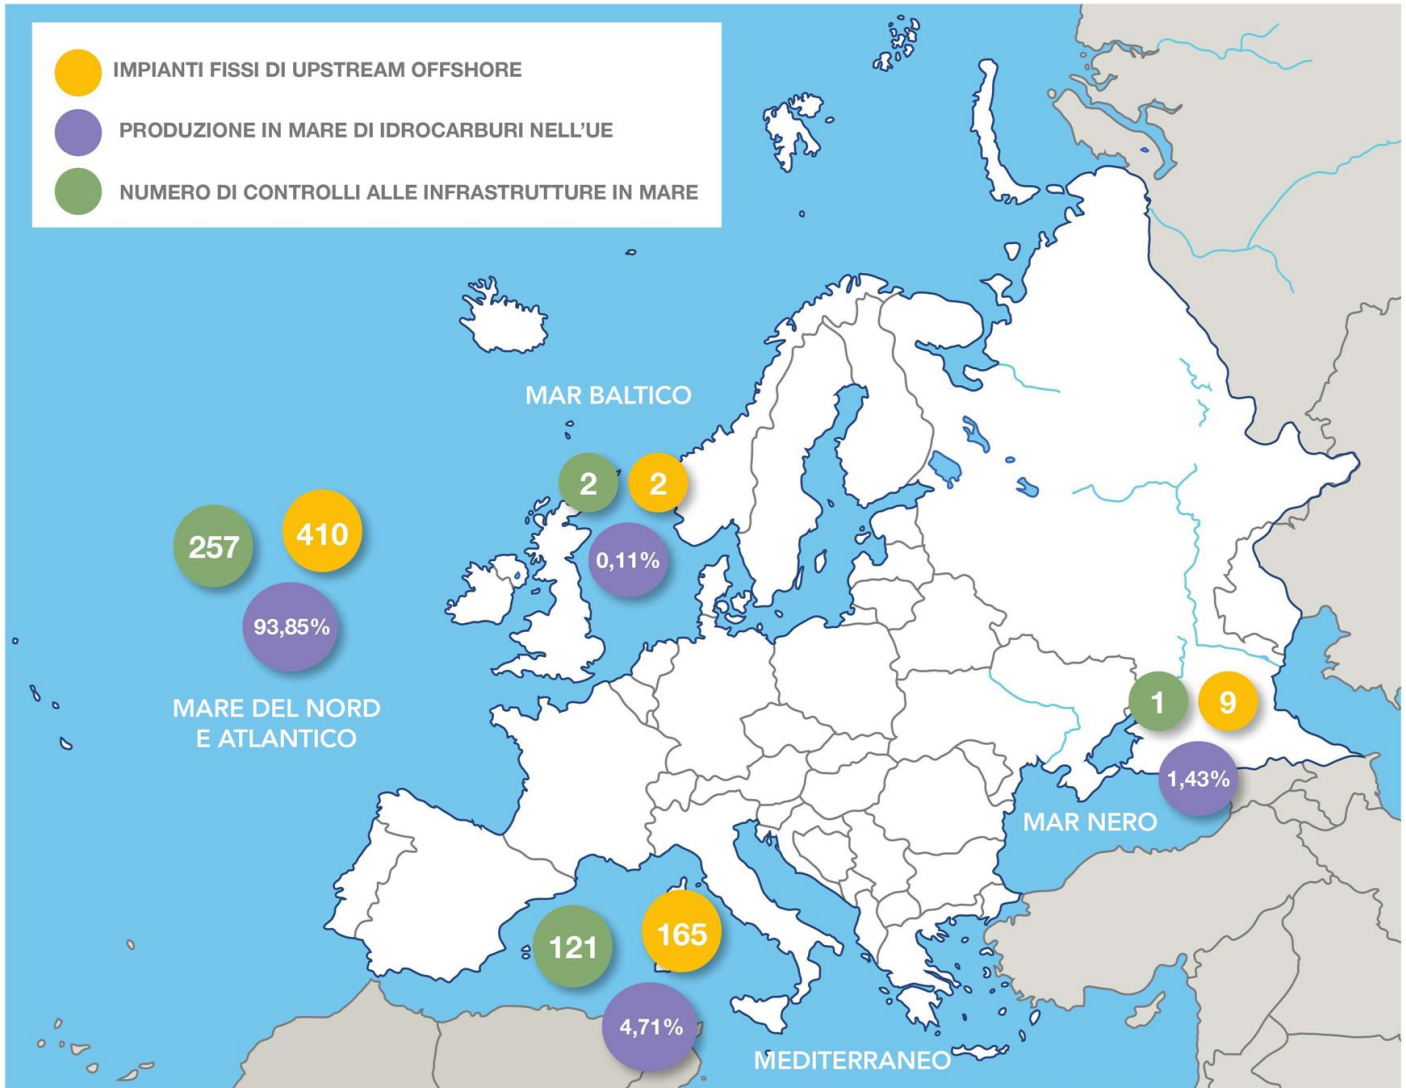 IMPIANTI FISSI DI UPSTREAM OFFSHORE
PRODUZIONE IN MARE DI IDROCARBURI NELL'UE
NUMERO DI CONTROLLI ALLE INFRASTRUTTURE IN MARE
MAR BALTICO
2
2
0,11%
257
410
93,85%
MARE DEL NORD
E ATLANTICO
1
9
1,43%
MAR NERO
121
165
4,71%
MEDITERRANEO